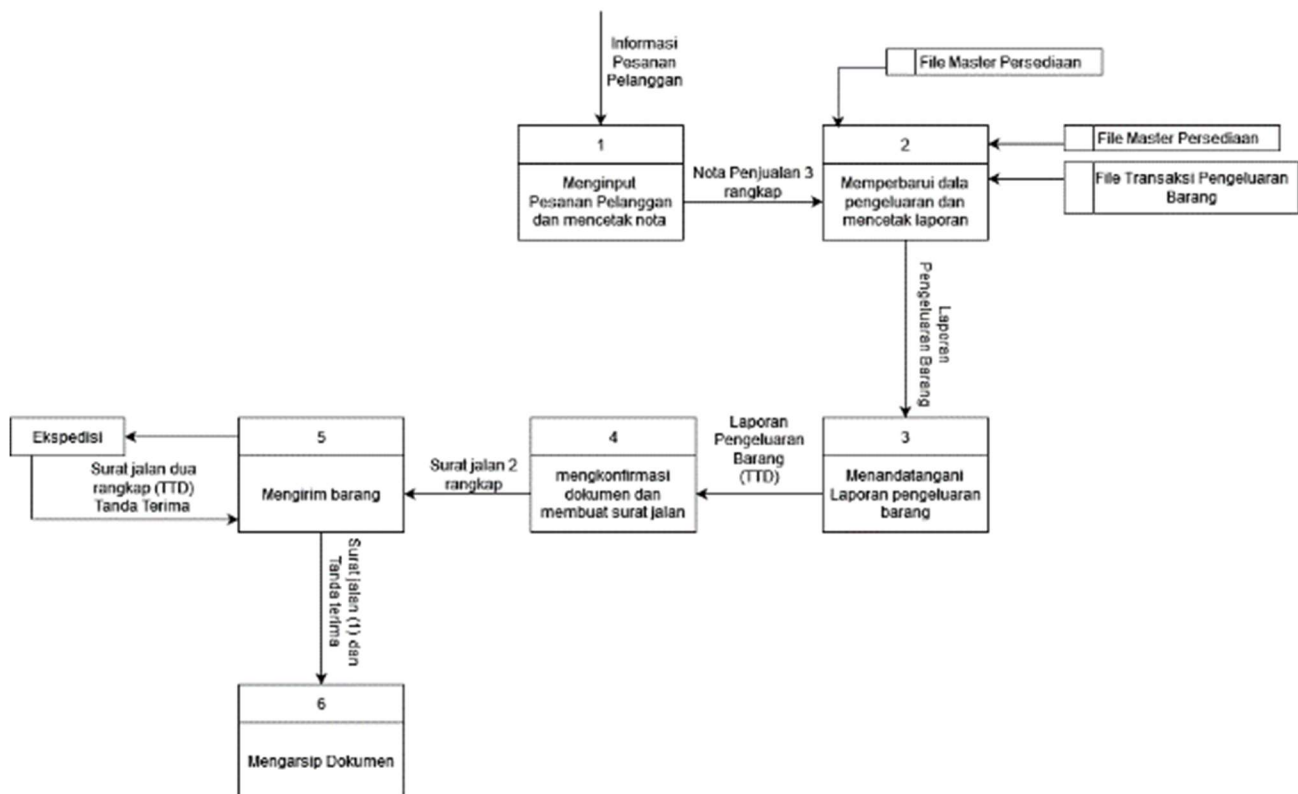 Informasi
Pesanan
Pelanggan
File Master Persediaan
1
Menginput
Pesanan Pelanggan
dan mencetak nota
Nota Penjualan 3
rangkap
2
Memperbarui data
pengeluaran dan
mencetak laporan
File Master Persediaan
File Transaksi Pengeluaran
Barang
Laporan
Pengeluaran Barang
Ekspedisi
Surat jalan dua
rangkap (TTD)
Tanda Terima
5
Mengirim barang
Surat jalan 2
rangkap
4
mengkonfirmasi
dokumen dan
membuat surat jalan
Laporan
Pengeluaran
Barang
(TTD)
3
Menandatangani
Laporan pengeluaran
barang
Surat jalan (1) dan
Tanda terima
6
Mengarsip Dokumen